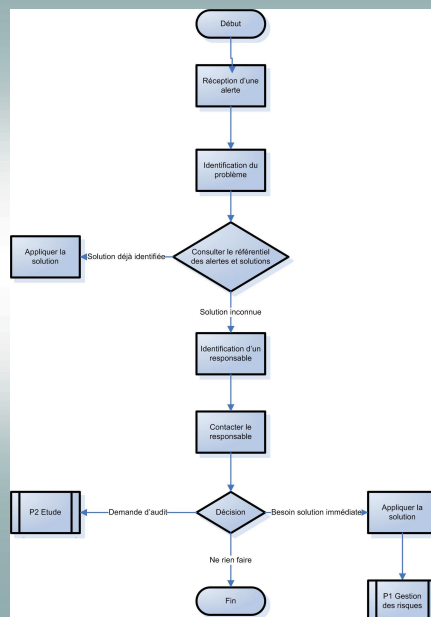 Début
Réception d'une
alerte
Identification du
problème
Consulter le référentiel
des alertes et solutions
Solution déjà identifiée
Appliquer la
solution
Solution inconnue
Identification d'un
responsable
Contacter le
responsable
P2 Etude
Demande d'audit
Décision
Besoin solution immédiate
Appliquer la
solution
Ne rien faire
Fin
P1 Gestion
des risques